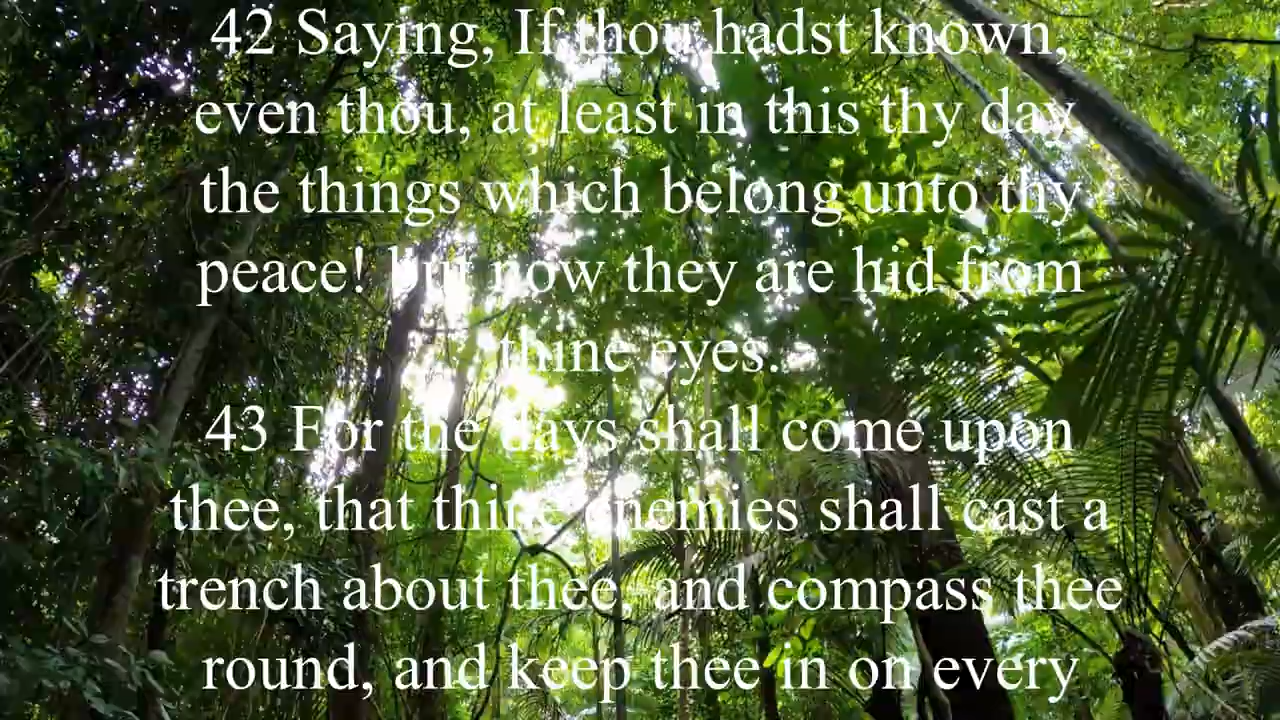 42 Saying, If thou hadst known,
even thou, at least in this thy day,
the things which belong unto thy
peace! but now they are hid from
thine eyes.
43 For the days shall come upon
thee, that thine enemies shall cast a
trench about thee, and compass thee
round, and keep thee in on every